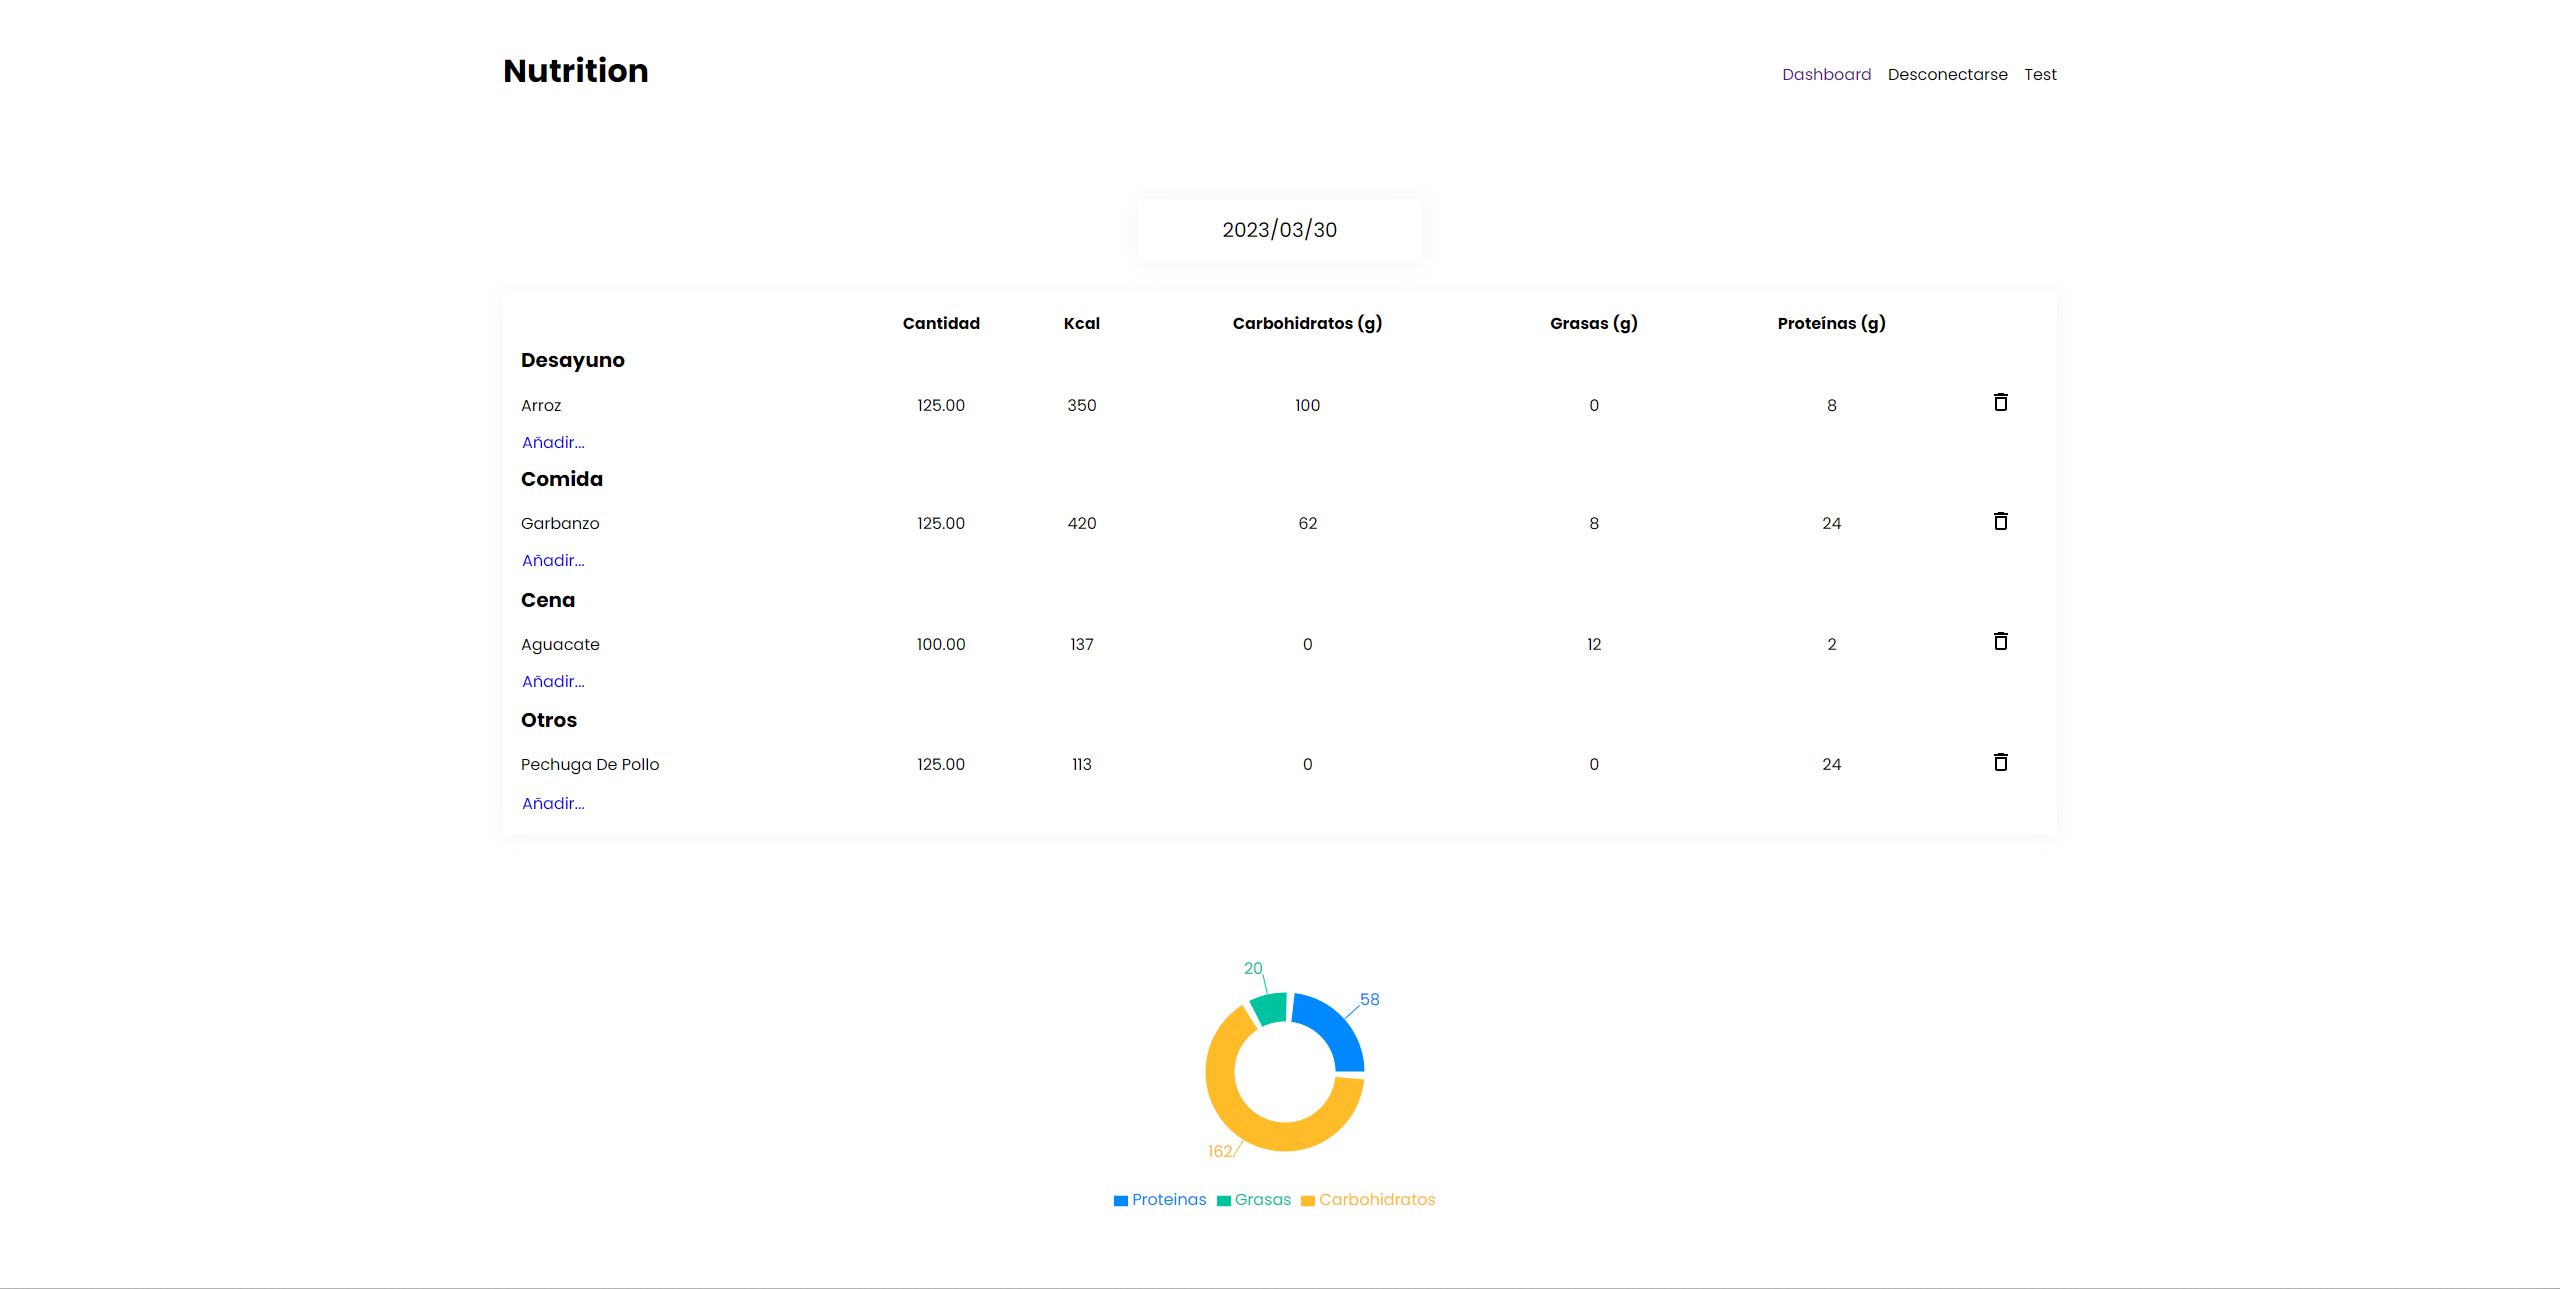 Nutrition
Dashboard Desconectarse Test
2023/03/30
Cantidad Kcal Carbohidratos (g) Grasas (g) Proteínas (g)
Desayuno
Arroz 125.00 350 100 0 8
Añadir...
Comida
Garbanzo 125.00 420 62 8 24
Añadir...
Cena
Aguacate 100.00 137 0 12 2
Añadir...
Otros
Pechuga De Pollo 125.00 113 0 0 24
Añadir...
20
58
162
Proteinas Grasas Carbohidratos